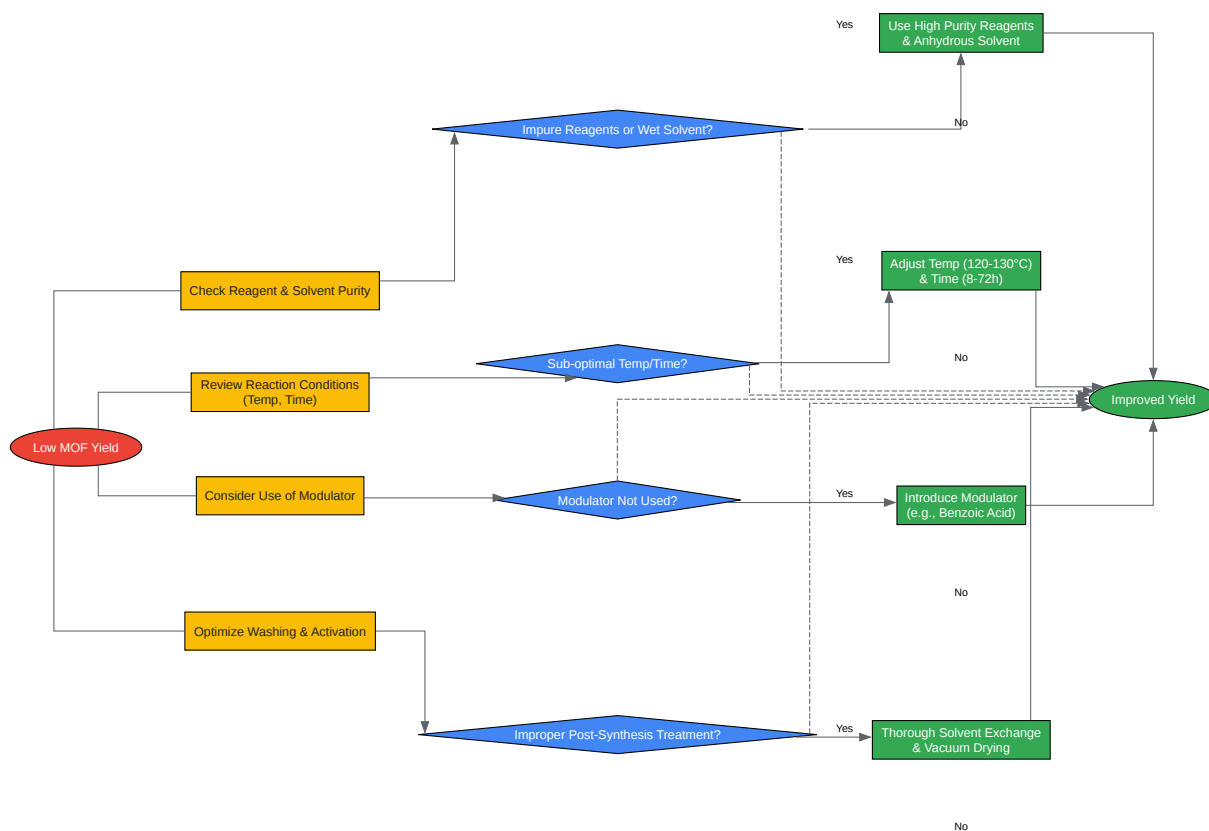 Yes
Use High Purity Reagents
& Anhydrous Solvent
Impure Reagents or Wet Solvent?
No
Yes
Adjust Temp (120-130°C)
& Time (8-72h)
Check Reagent & Solvent Purity
Sub-optimal Temp/Time?
No
Review Reaction Conditions
(Temp, Time)
Improved Yield
Low MOF Yield
Consider Use of Modulator
Modulator Not Used?
Yes
Introduce Modulator
(e.g., Benzoic Acid)
No
Optimize Washing & Activation
Improper Post-Synthesis Treatment?
Yes
Thorough Solvent Exchange
& Vacuum Drying
No